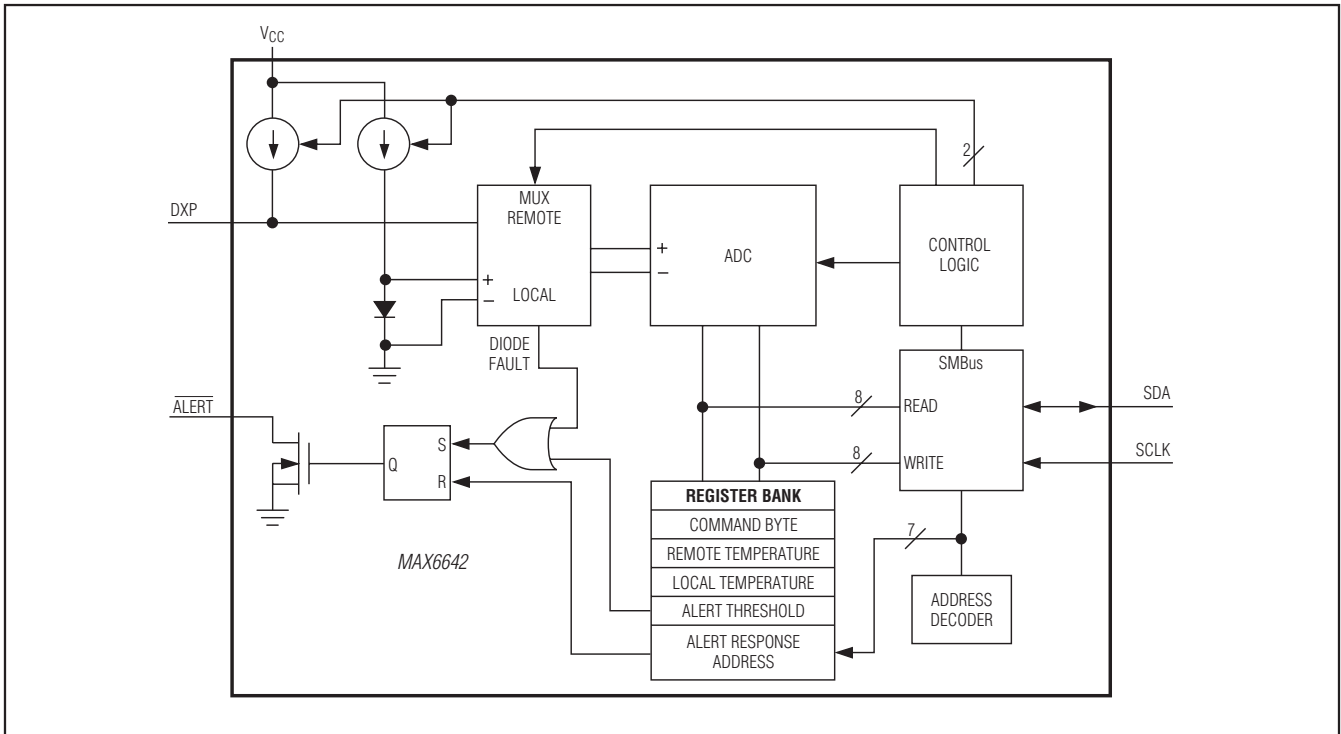 VCC
2
DXP
MUX
REMOTE
+
−
LOCAL
+
−
ADC
CONTROL
LOGIC
DIODE
FAULT
SMBus
ALERT
8
READ
SDA
S
Q
R
8
WRITE
SCLK
REGISTER BANK
COMMAND BYTE
7
REMOTE TEMPERATURE
MAX6642
LOCAL TEMPERATURE
ALERT THRESHOLD
ADDRESS
DECODER
ALERT RESPONSE
ADDRESS